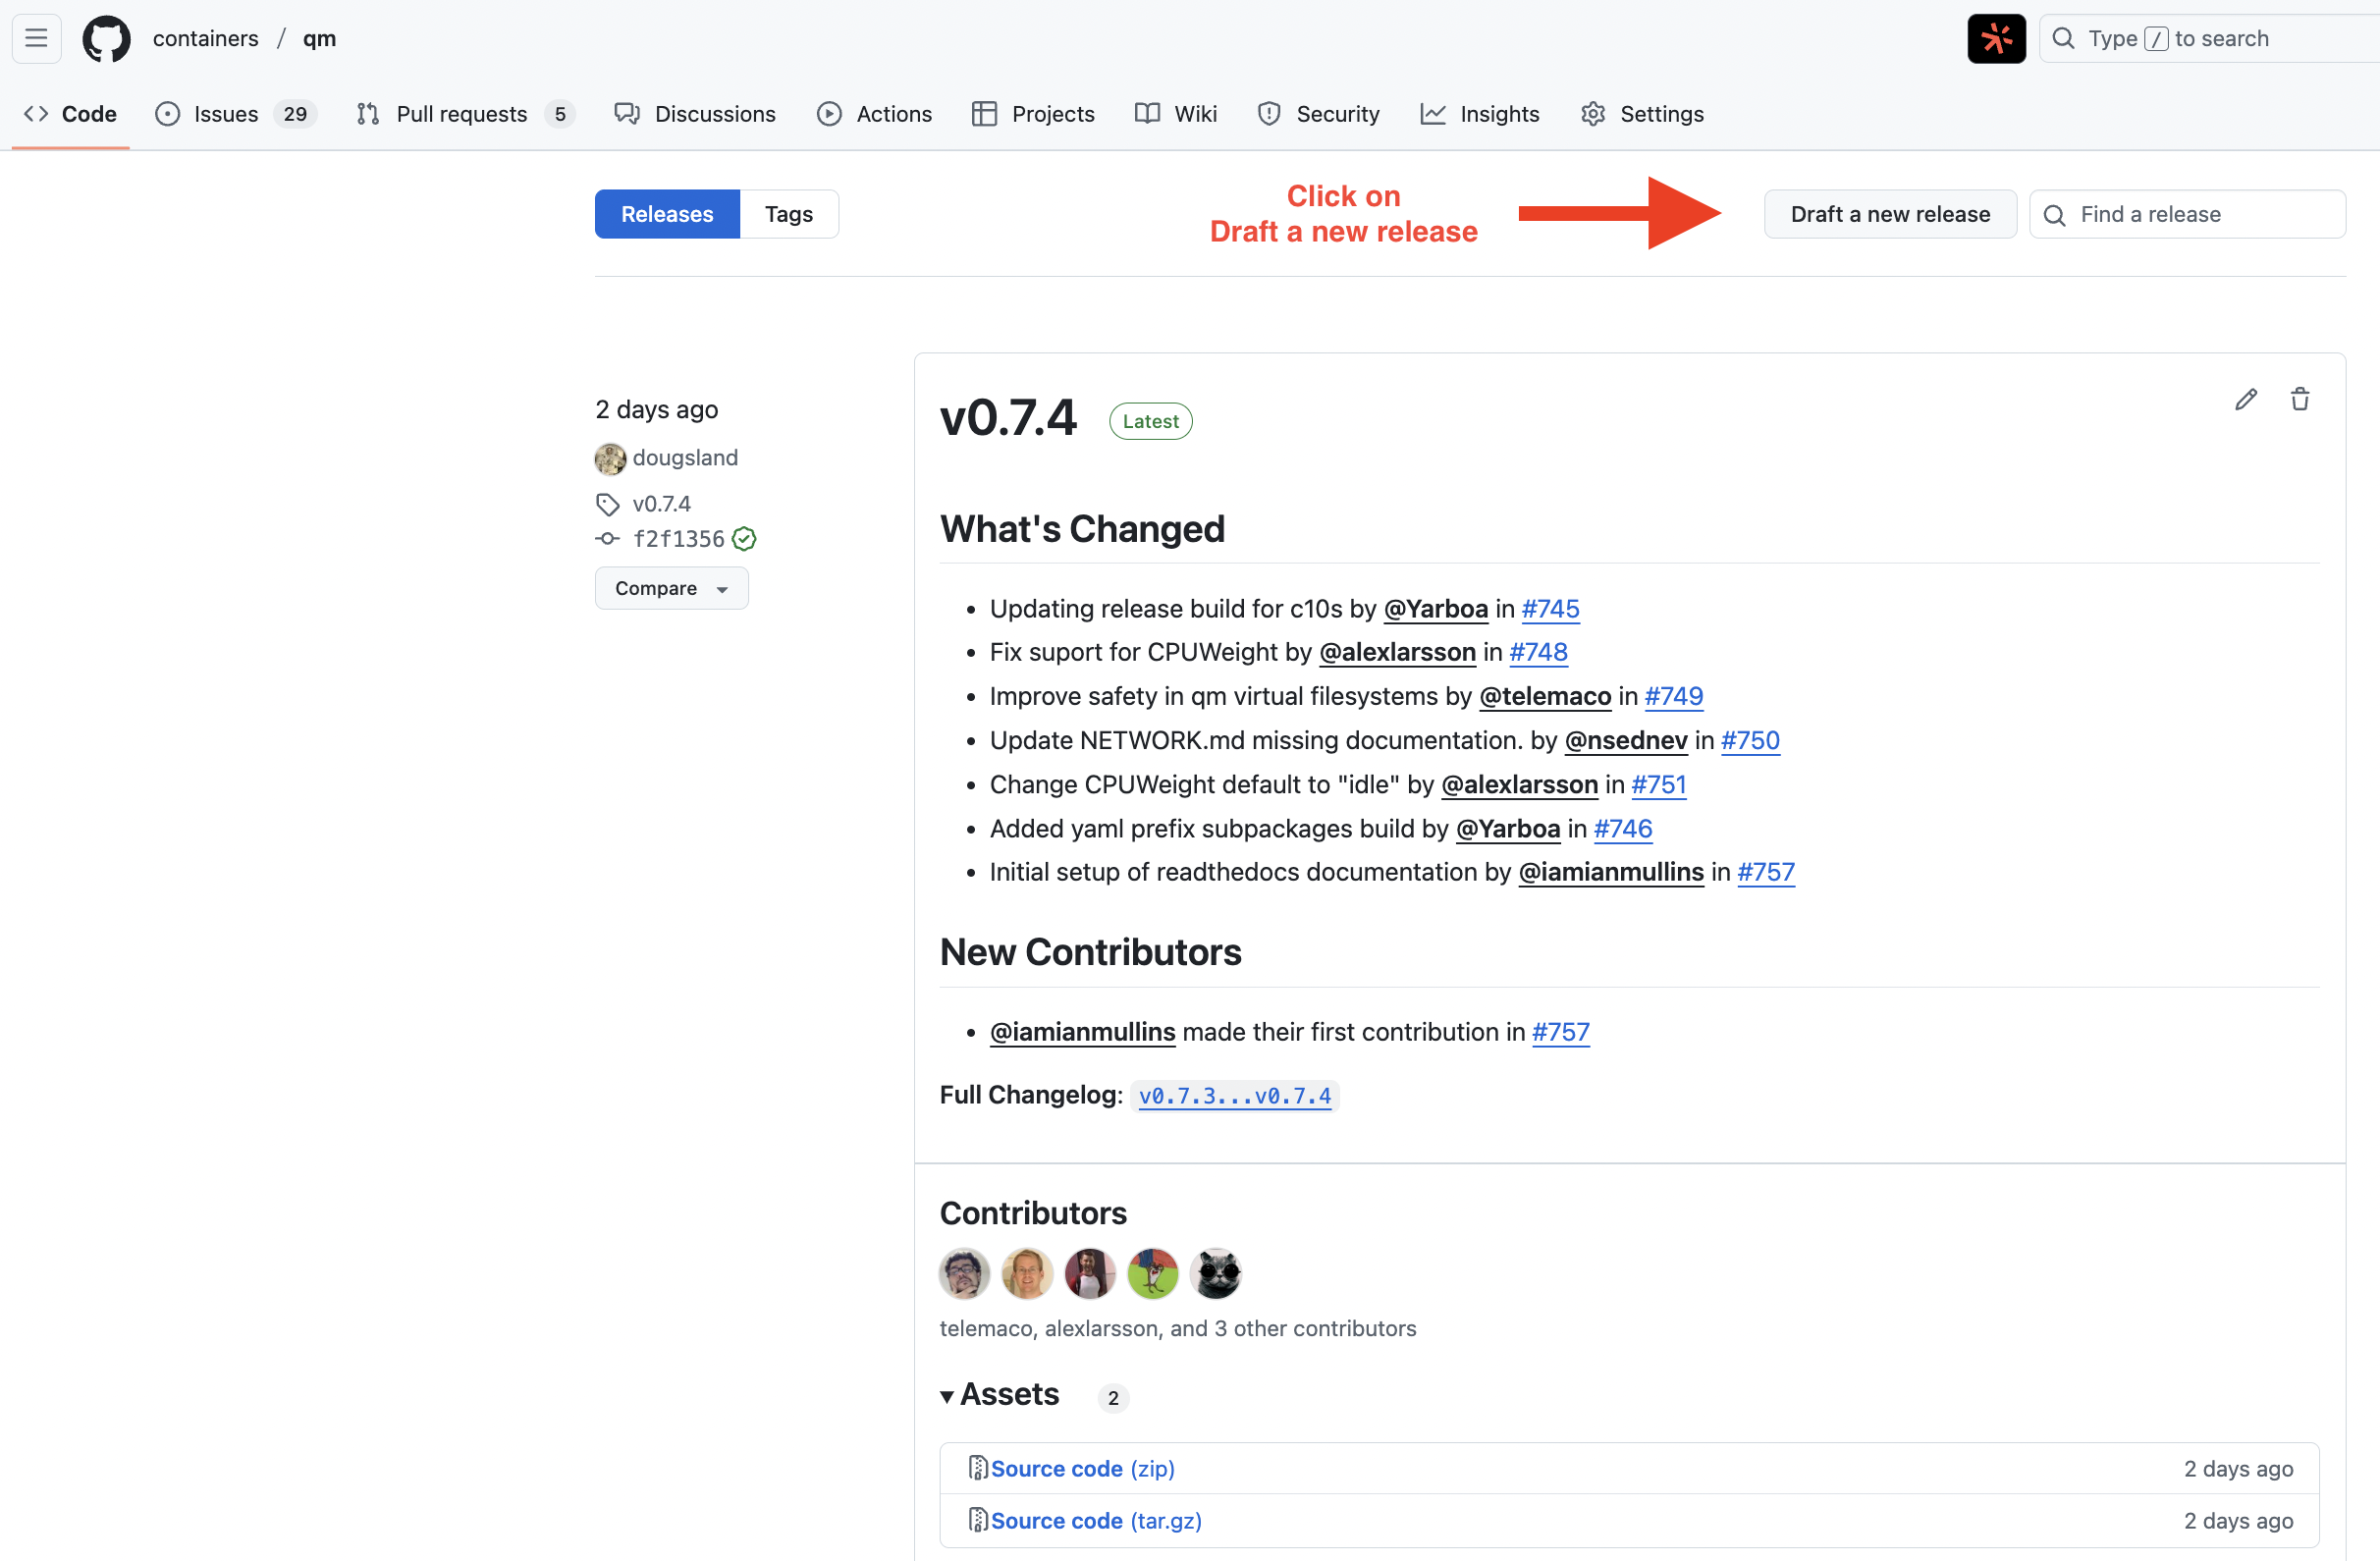 containers / qm
Type / to search
Code
Issues 29
Pull requests 5
Discussions
Actions
Projects
Wiki
Security
Insights
Settings
Releases
Tags
Click on
Draft a new release
Draft a new release
Find a release
2 days ago
dougsland
v0.7.4
f2f1356
Compare
v0.7.4 Latest
What's Changed
• Updating release build for c10s by @Yarboa in #745
• Fix suport for CPUWeight by @alexlarsson in #748
• Improve safety in qm virtual filesystems by @telemaco in #749
• Update NETWORK.md missing documentation. by @nsednev in #750
• Change CPUWeight default to "idle" by @alexlarsson in #751
• Added yaml prefix subpackages build by @Yarboa in #746
• Initial setup of readthedocs documentation by @iamianmullins in #757
New Contributors
• @iamianmullins made their first contribution in #757
Full Changelog: v0.7.3...v0.7.4
Contributors
telemaco, alexlarsson, and 3 other contributors
Assets 2
Source code (zip) 2 days ago
Source code (tar.gz) 2 days ago